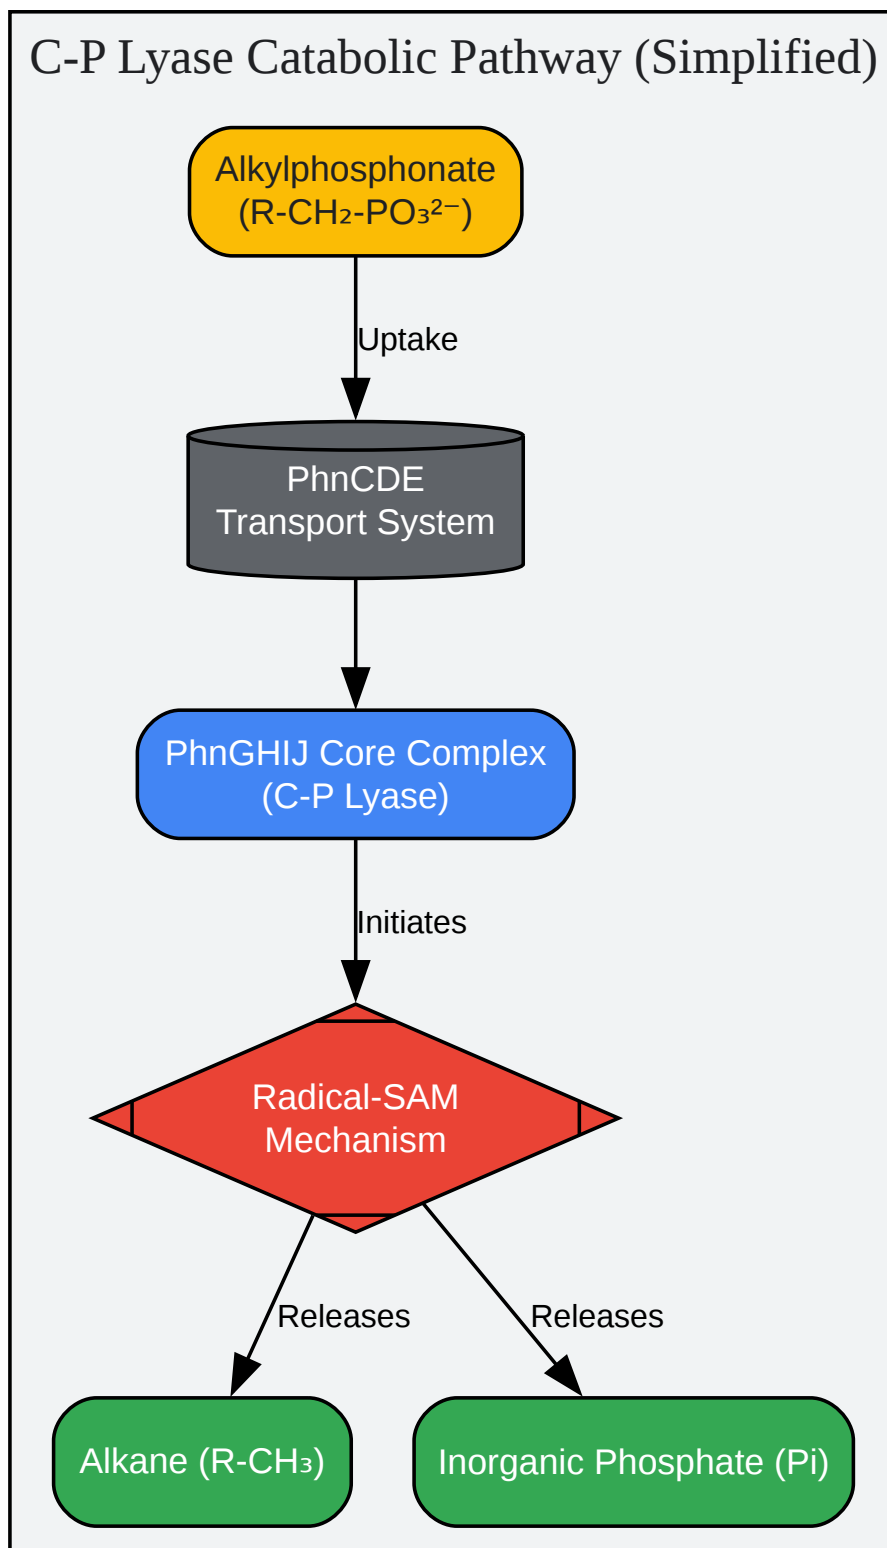 C-P Lyase Catabolic Pathway (Simplified)
Alkylphosphonate
(R-CH₂-PO₃²⁻)
Uptake
PhnCDE
Transport System
PhnGHIJ Core Complex
(C-P Lyase)
Initiates
Radical-SAM
Mechanism
Releases
Releases
Alkane (R-CH₃)
Inorganic Phosphate (Pi)